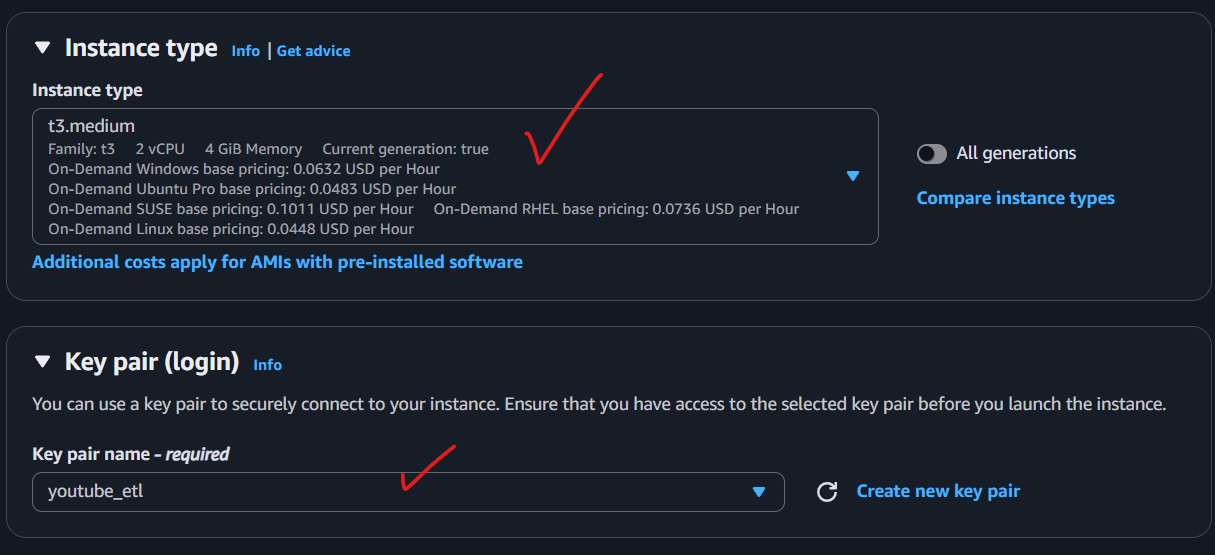 Instance type Info | Get advice
Instance type
t3.medium
Family: t3 2 vCPU 4 GiB Memory Current generation: true
On-Demand Windows base pricing: 0.0632 USD per Hour
On-Demand Ubuntu Pro base pricing: 0.0483 USD per Hour
On-Demand SUSE base pricing: 0.1011 USD per Hour On-Demand RHEL base pricing: 0.0736 USD per Hour
On-Demand Linux base pricing: 0.0448 USD per Hour
All generations
Compare instance types
Additional costs apply for AMIs with pre-installed software
Key pair (login) Info
You can use a key pair to securely connect to your instance. Ensure that you have access to the selected key pair before you launch the instance.
Key pair name - required
youtube_etl
Create new key pair